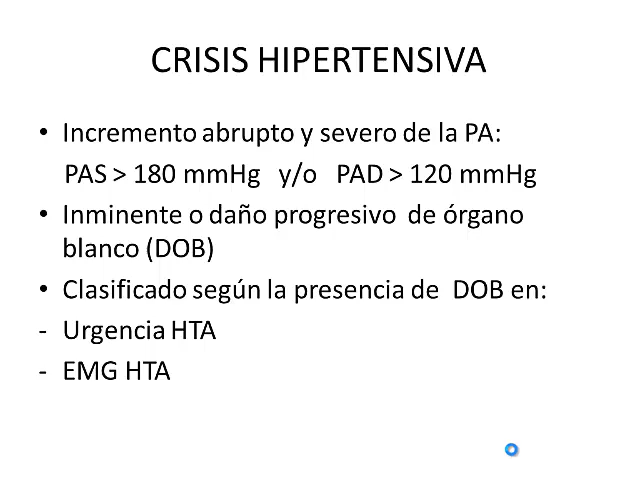 CRISIS HIPERTENSIVA
• Incremento abrupto y severo de la PA:
PAS > 180 mmHg y/o PAD > 120 mmHg
• Inminente o daño progresivo de órgano
blanco (DOB)
• Clasificado según la presencia de DOB en:
- Urgencia HTA
- EMG HTA